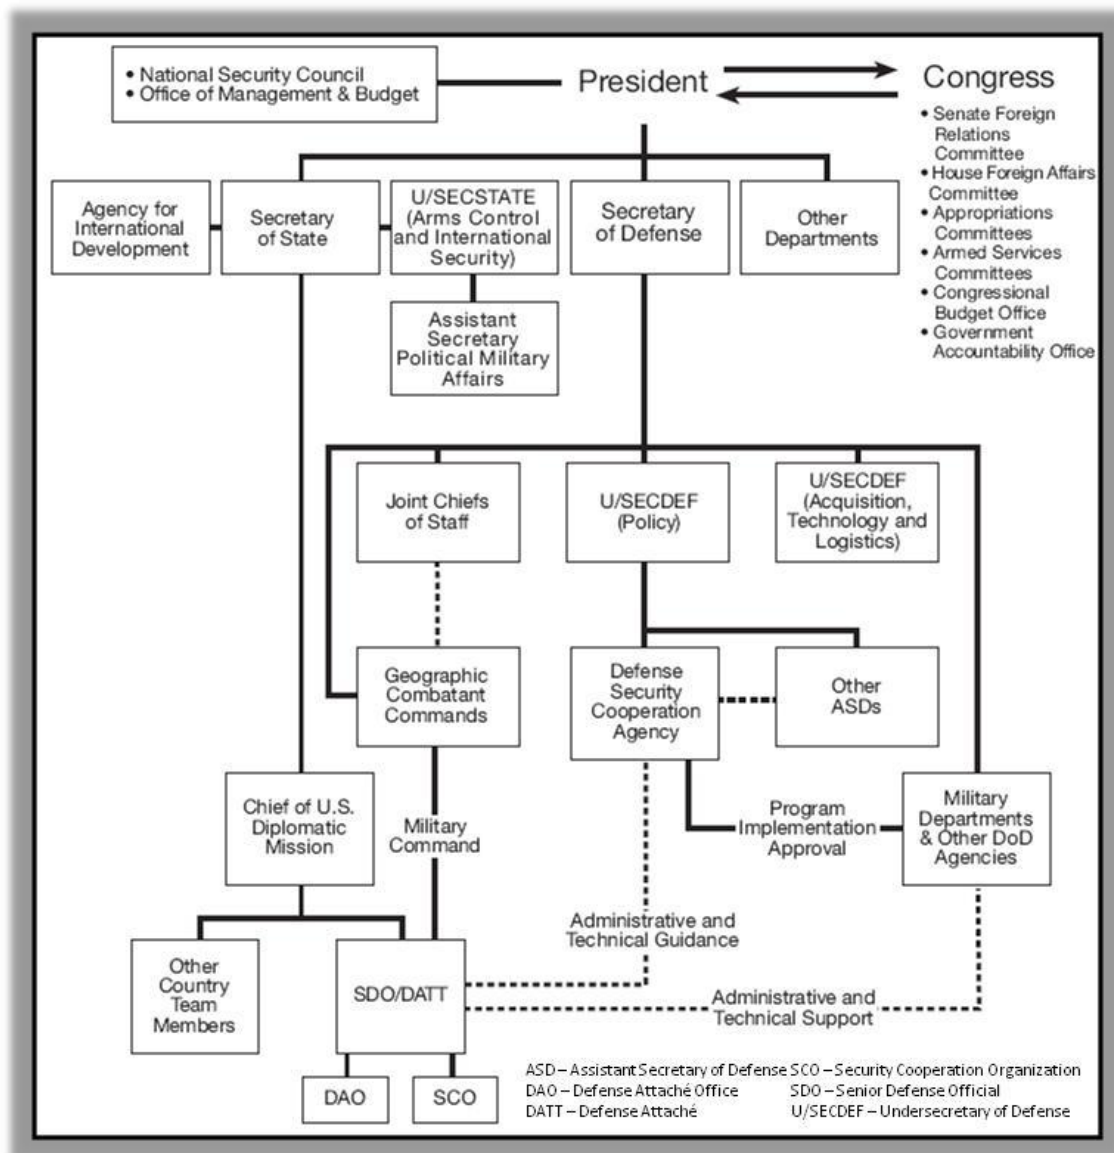 • National Security Council
• Office of Management & Budget
President
Congress
• Senate Foreign
Relations
Committee
• House Foreign Affairs
Committee
• Appropriations
Committees
• Armed Services
Committees
• Congressional
Budget Office
• Government
Accountability Office
Agency for
International
Development
Secretary
of State
U/SECSTATE
(Arms Control
and International
Security)
Secretary
of Defense
Other
Departments
Assistant
Secretary
Political Military
Affairs
Joint Chiefs
of Staff
U/SECDEF
(Policy)
U/SECDEF
(Acquisition,
Technology and
Logistics)
Geographic
Combatant
Commands
Defense
Security
Cooperation
Agency
Other
ASDs
Chief of U.S.
Diplomatic
Mission
Military
Command
Program
Implementation
Approval
Military
Departments
& Other DoD
Agencies
Administrative and
Technical Guidance
Other
Country
Team
Members
SDO/DATT
Administrative and
Technical Support
DAO
SCO
ASD – Assistant Secretary of Defense SCO – Security Cooperation Organization
DAO – Defense Attaché Office SDO – Senior Defense Official
DATT – Defense Attaché U/SECDEF – Undersecretary of Defense